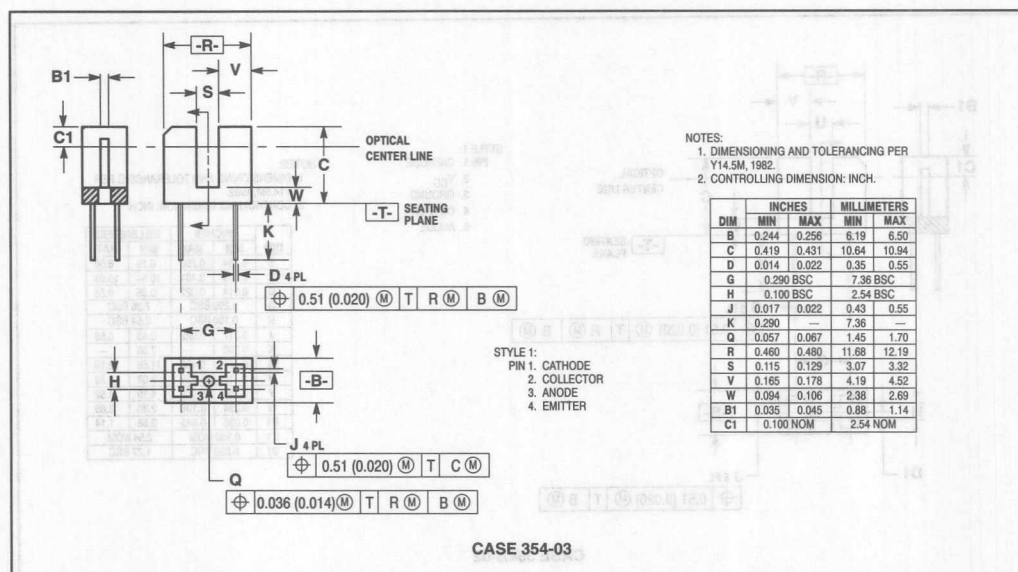 -R-
V
S
B1
C1
OPTICAL
CENTER LINE
C
W
-T- SEATING
PLANE
K
D 4 PL
⌖ 0.51 (0.020) Ⓜ T R Ⓜ B Ⓜ
G
H
1 2
3 4
-B-
J 4 PL
⌖ 0.51 (0.020) Ⓜ T C Ⓜ
Q
⌖ 0.036 (0.014) Ⓜ T R Ⓜ B Ⓜ
STYLE 1:
PIN 1. CATHODE
2. COLLECTOR
3. ANODE
4. EMITTER
NOTES:
1. DIMENSIONING AND TOLERANCING PER
Y14.5M, 1982.
2. CONTROLLING DIMENSION: INCH.
INCHES MILLIMETERS
DIM MIN MAX MIN MAX
B 0.244 0.256 6.19 6.50
C 0.419 0.431 10.64 10.94
D 0.014 0.022 0.35 0.55
G 0.290 BSC 7.36 BSC
H 0.100 BSC 2.54 BSC
J 0.017 0.022 0.43 0.55
K 0.290 — 7.36 —
Q 0.057 0.067 1.45 1.70
R 0.460 0.480 11.68 12.19
S 0.115 0.129 3.07 3.32
V 0.165 0.178 4.19 4.52
W 0.094 0.106 2.38 2.69
B1 0.035 0.045 0.88 1.14
C1 0.100 NOM 2.54 NOM
CASE 354-03